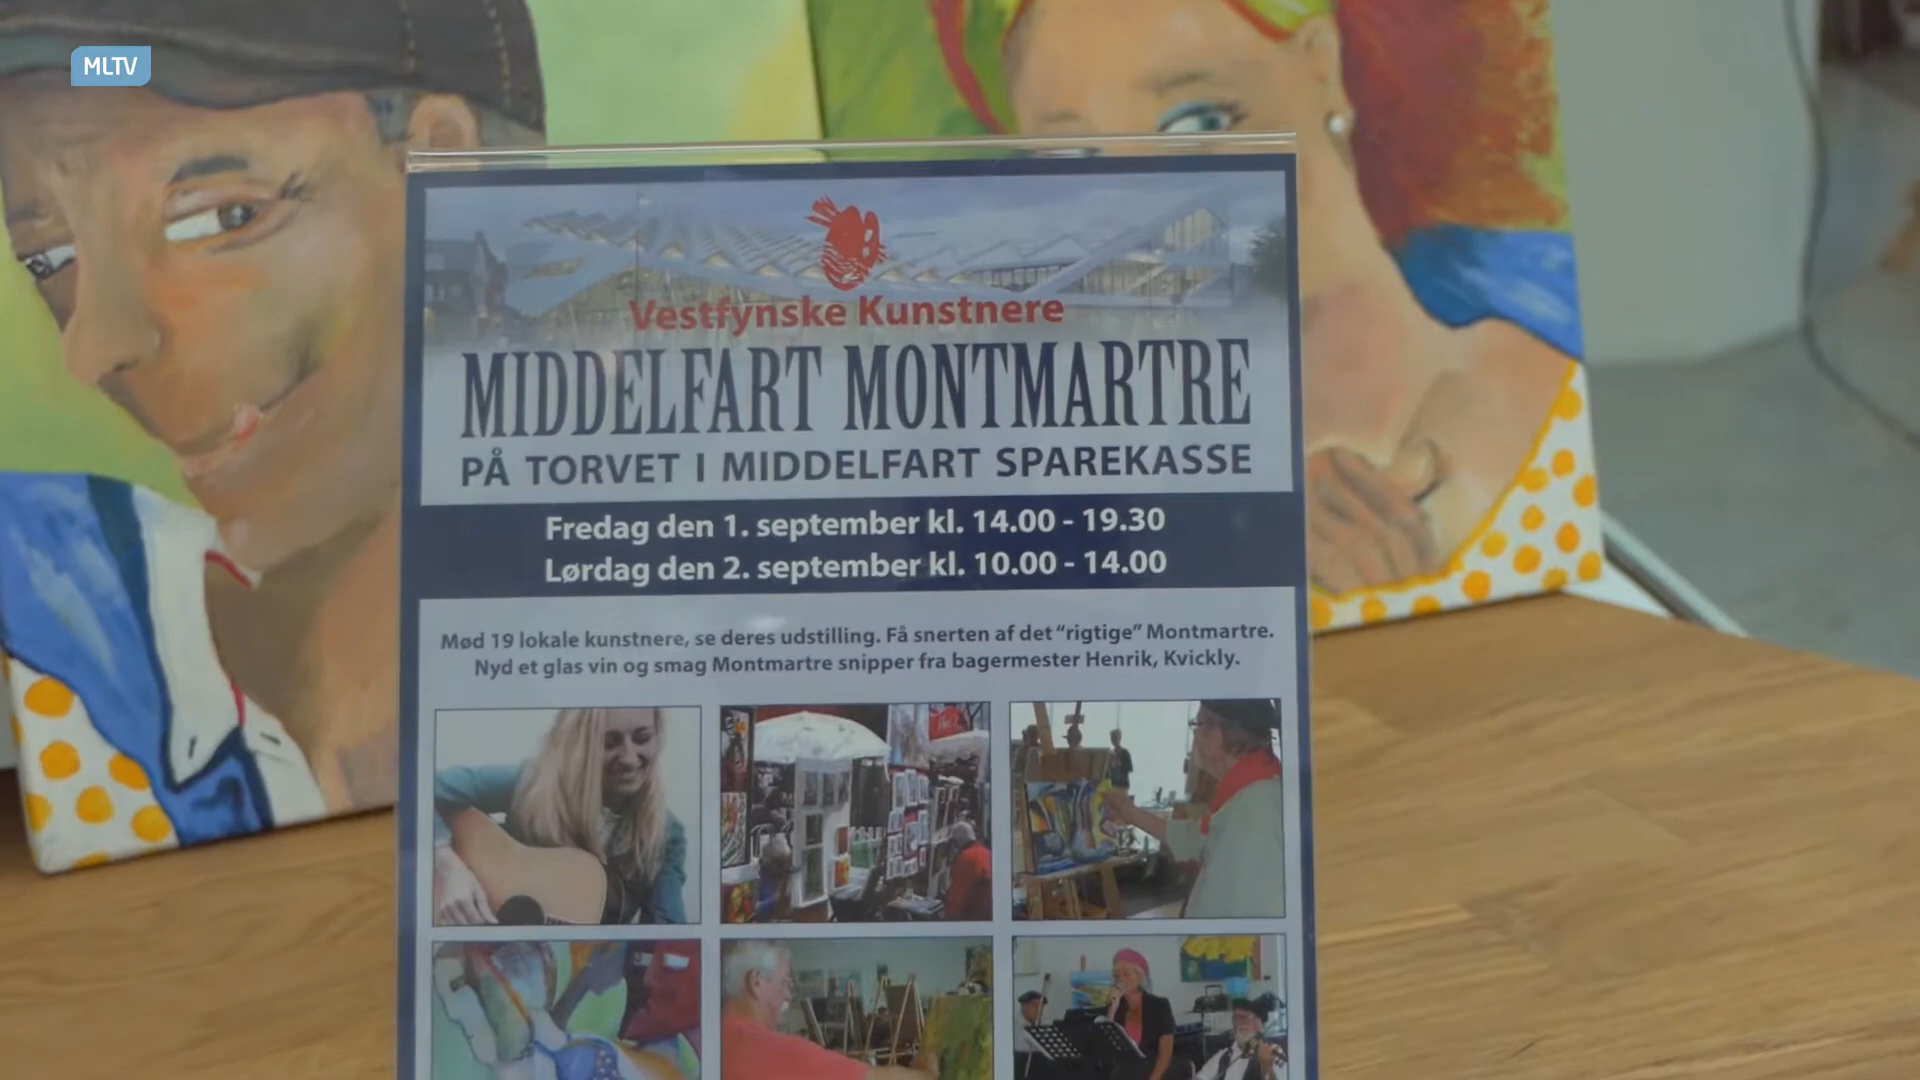 MLTV
Vestfynske Kunstnere
MIDDELFART MONTMARTRE
PÅ TORVET I MIDDELFART SPAREKASSE
Fredag den 1. september kl. 14.00 - 19.30
Lørdag den 2. september kl. 10.00 - 14.00
Mød 19 lokale kunstnere, se deres udstilling. Få snerten af det “rigtige” Montmartre.
Nyd et glas vin og smag Montmartre snipper fra bagermester Henrik, Kvickly.